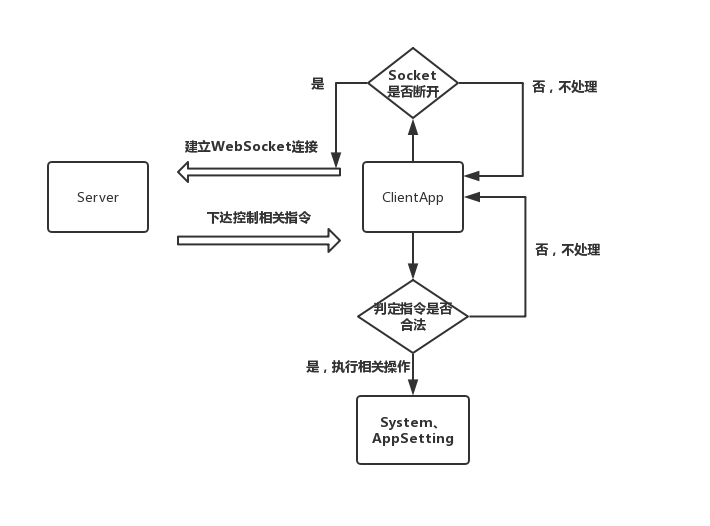 Socket
是否断开
是
否，不处理
建立WebSocket连接
Server
ClientApp
下达控制相关指令
否，不处理
判定指令是否
合法
是，执行相关操作
System、
AppSetting